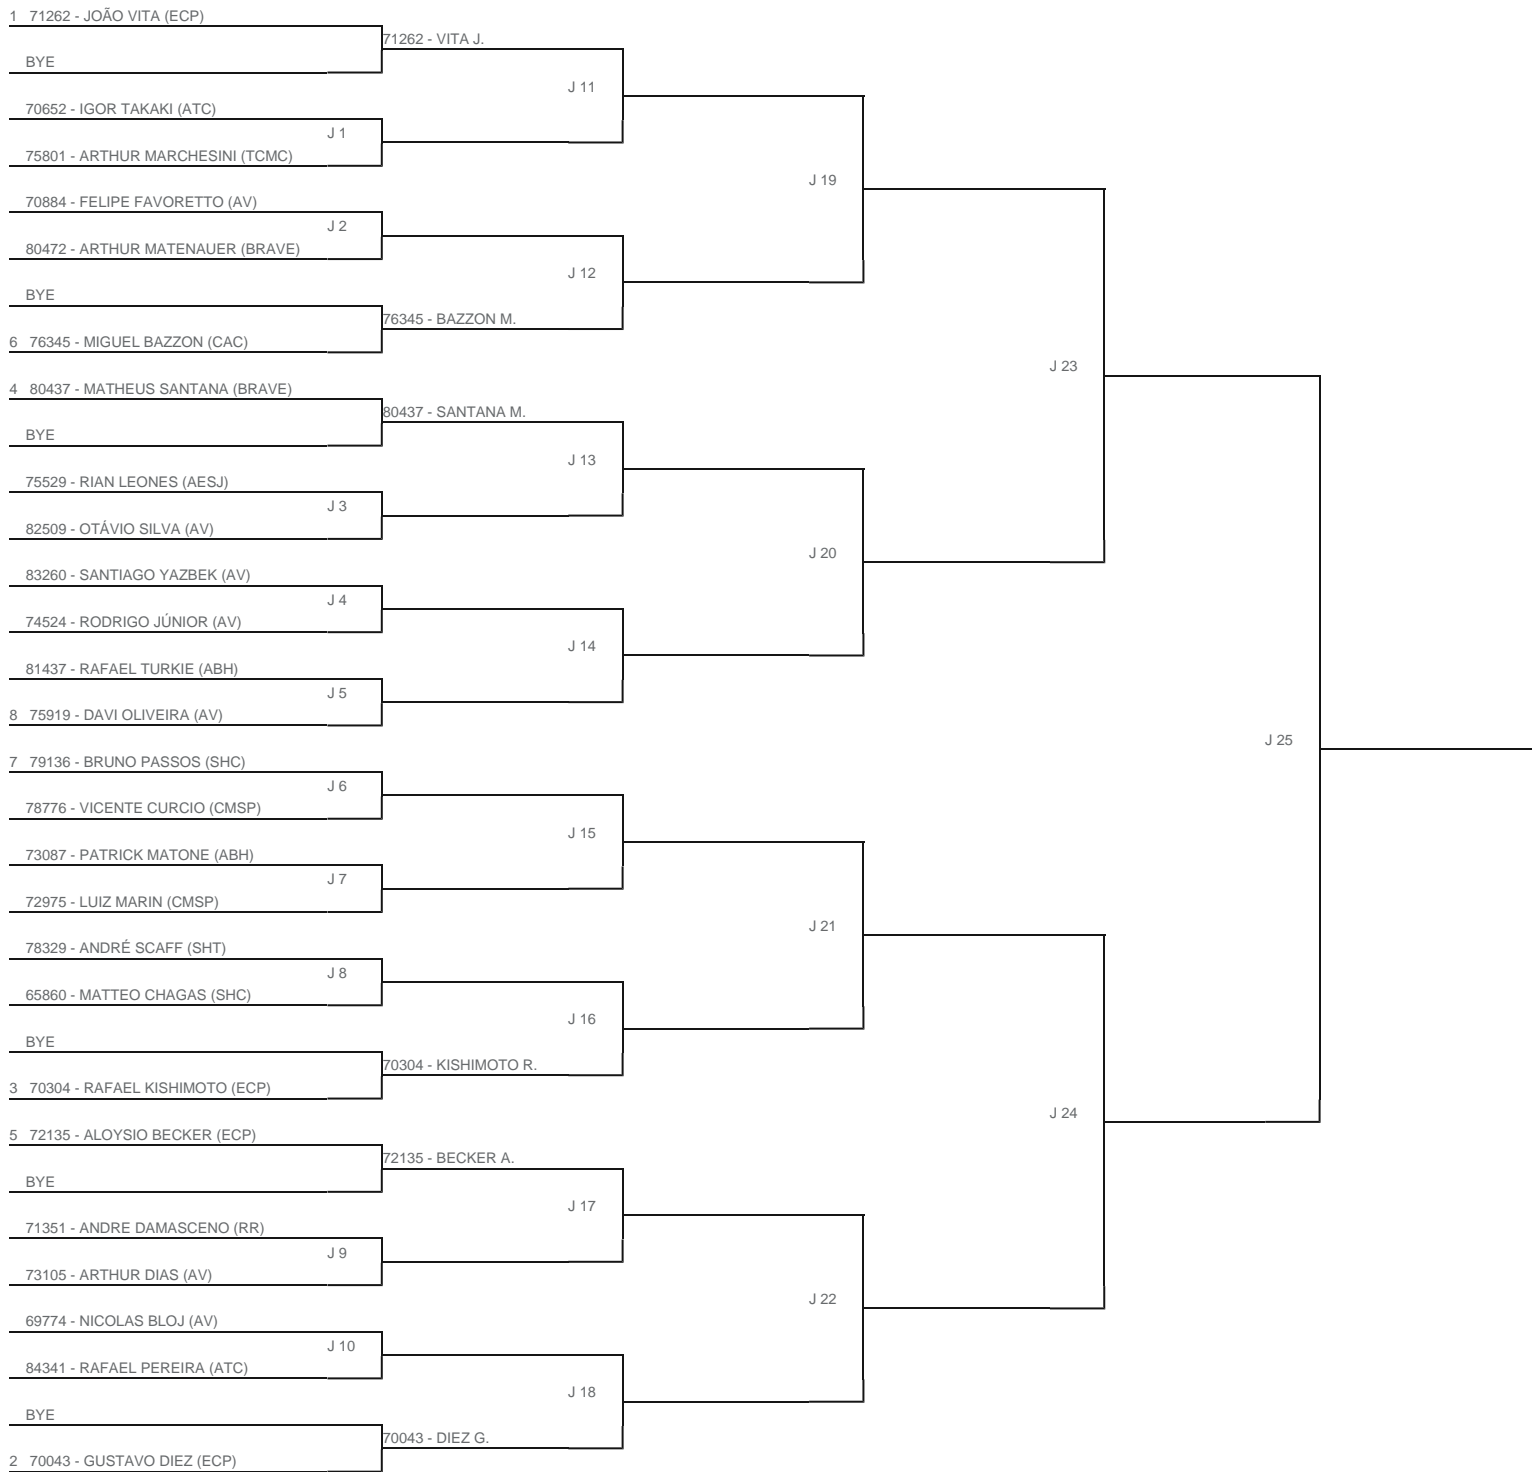 1 71262 - JOÃO VITA (ECP)
71262 - VITA J.
BYE
J 11
70652 - IGOR TAKAKI (ATC)
J 1
75801 - ARTHUR MARCHESINI (TCMC)
J 19
70884 - FELIPE FAVORETTO (AV)
J 2
80472 - ARTHUR MATENAUER (BRAVE)
J 12
BYE
76345 - BAZZON M.
6 76345 - MIGUEL BAZZON (CAC)
J 23
4 80437 - MATHEUS SANTANA (BRAVE)
80437 - SANTANA M.
BYE
J 13
75529 - RIAN LEONES (AESJ)
J 3
82509 - OTÁVIO SILVA (AV)
J 20
83260 - SANTIAGO YAZBEK (AV)
J 4
74524 - RODRIGO JÚNIOR (AV)
J 14
81437 - RAFAEL TURKIE (ABH)
J 5
8 75919 - DAVI OLIVEIRA (AV)
J 25
7 79136 - BRUNO PASSOS (SHC)
J 6
78776 - VICENTE CURCIO (CMSP)
J 15
73087 - PATRICK MATONE (ABH)
J 7
72975 - LUIZ MARIN (CMSP)
J 21
78329 - ANDRÉ SCAFF (SHT)
J 8
65860 - MATTEO CHAGAS (SHC)
J 16
BYE
70304 - KISHIMOTO R.
3 70304 - RAFAEL KISHIMOTO (ECP)
J 24
5 72135 - ALOYSIO BECKER (ECP)
72135 - BECKER A.
BYE
J 17
71351 - ANDRE DAMASCENO (RR)
J 9
73105 - ARTHUR DIAS (AV)
J 22
69774 - NICOLAS BLOJ (AV)
J 10
84341 - RAFAEL PEREIRA (ATC)
J 18
BYE
70043 - DIEZ G.
2 70043 - GUSTAVO DIEZ (ECP)